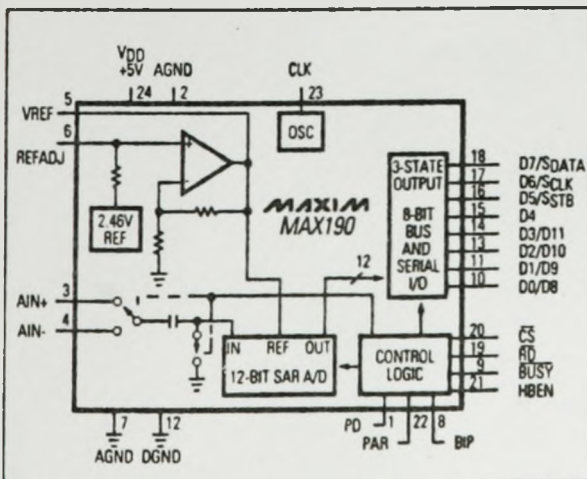 VDD
+5V AGND CLK
24 2 23
5
VREF
6
REFADJ
OSC
+
-
2.46V
REF
MAXIM
MAX190
3-STATE
OUTPUT
8-BIT
BUS
AND
SERIAL
I/O
18 D7/SDATA
17 D6/SCLK
16 D5/SSTB
15 D4
14 D3/D11
13 D2/D10
11 D1/D9
10 D0/D8
12
AIN+ 3
AIN- 4
IN REF OUT
12-BIT SAR A/D
CONTROL
LOGIC
20 CS
19 RD
9 BUSY
21 HBEN
7 12
AGND DGND
PD 1 22 8 BIP
PAR